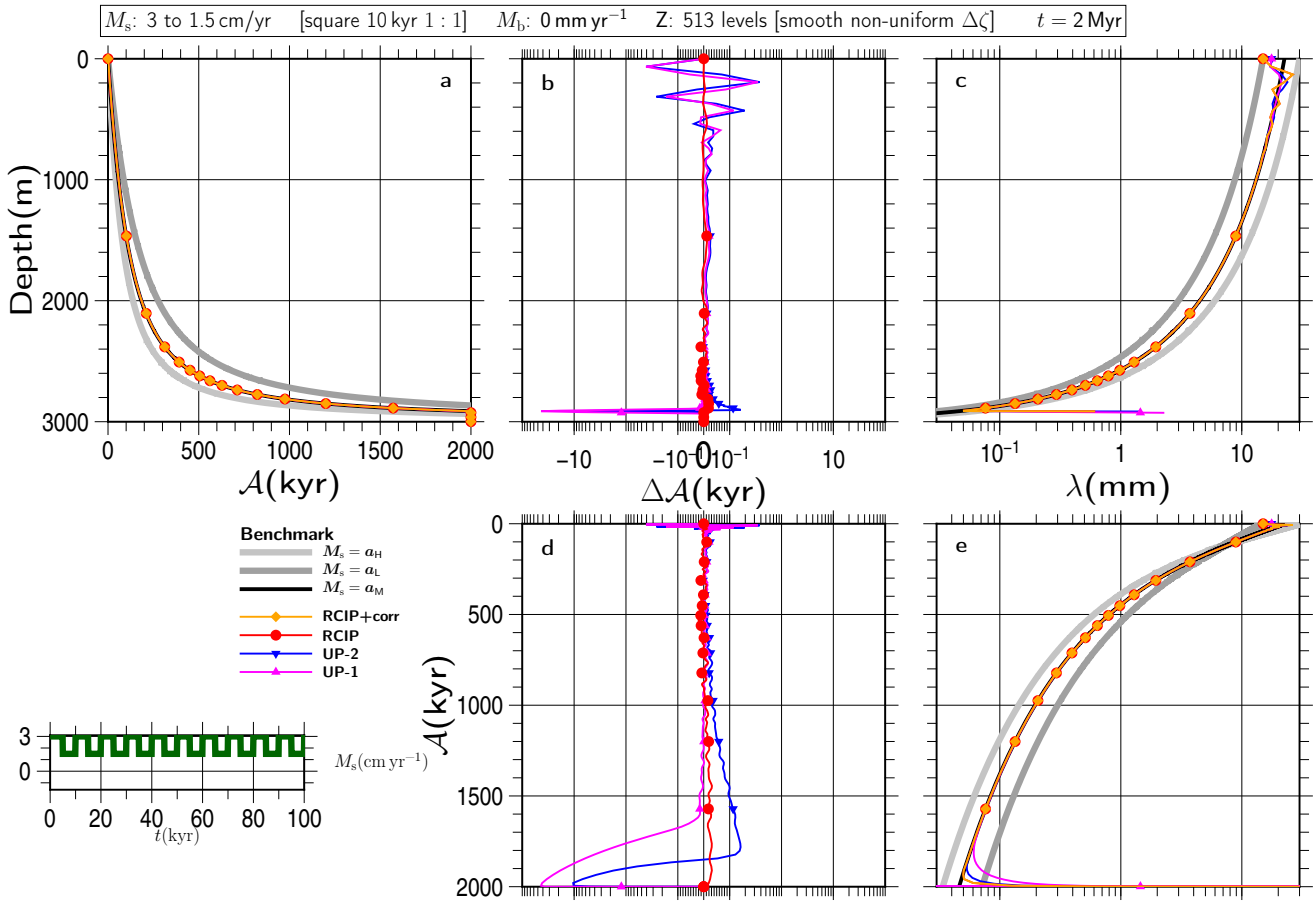 Mₛ: 3 to 1.5 cm/yr [square 10 kyr 1 : 1] M_b: 0 mm yr⁻¹ Z: 513 levels [smooth non-uniform Δζ] t = 2 Myr
a b c
0
1000
2000
3000
Depth(m)
0 500 1000 1500 2000
𝒜(kyr)
−10 −10⁻¹ 0 10⁻¹ 10
Δ𝒜(kyr)
10⁻¹ 1 10
λ(mm)
d e
0
500
1000
1500
2000
𝒜(kyr)
Benchmark
Mₛ = a_H
Mₛ = a_L
Mₛ = a_M
RCIP+corr
RCIP
UP-2
UP-1
3
0
Mₛ(cm yr⁻¹)
0 20 40 60 80 100
t(kyr)